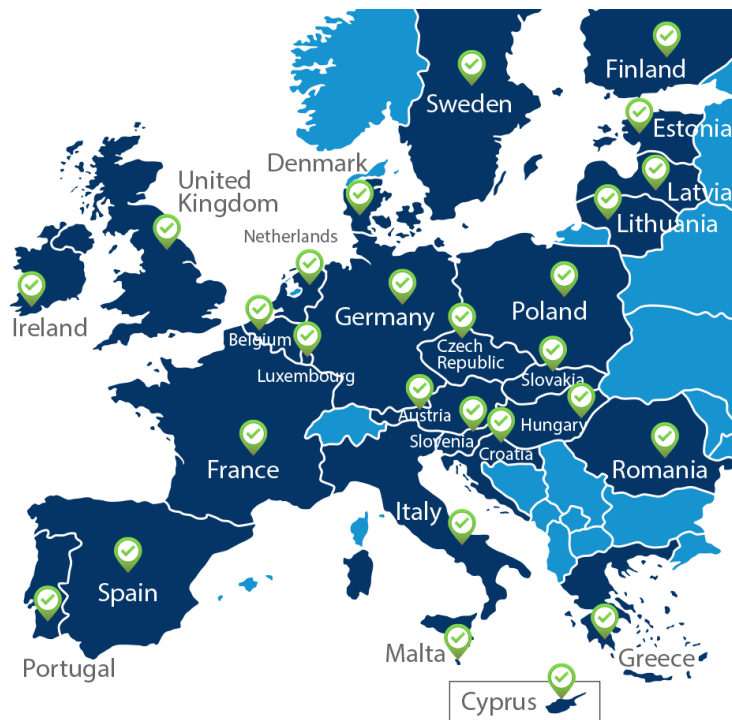 Finland
Sweden
Estonia
Denmark
United
Kingdom
Latvia
Lithuania
Netherlands
Ireland
Germany
Poland
Belgium
Czech
Republic
Luxembourg
Slovakia
Austria
Hungary
Slovenia
Croatia
France
Romania
Italy
Spain
Portugal
Malta
Greece
Cyprus